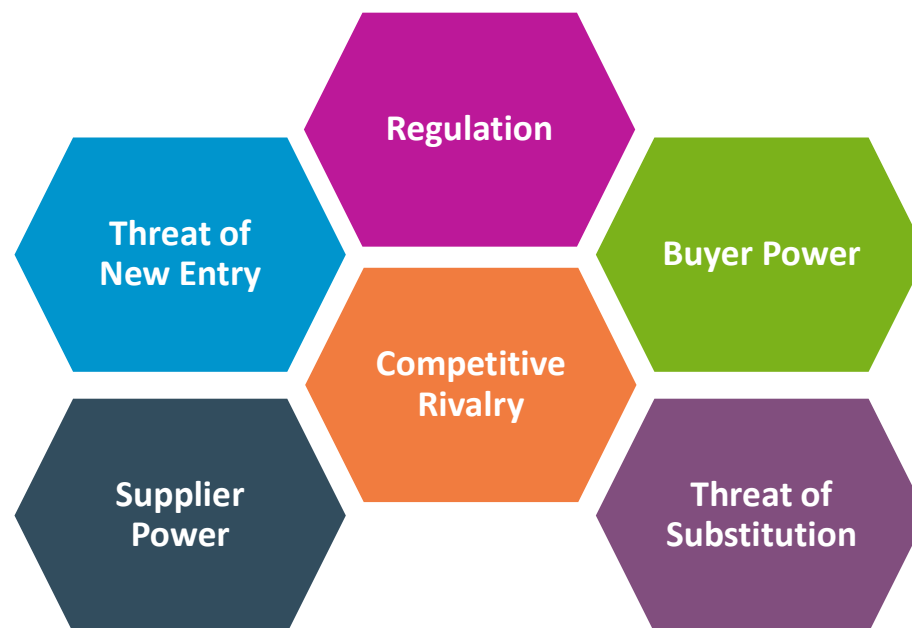 Regulation
Threat of
New Entry
Buyer Power
Competitive
Rivalry
Supplier
Power
Threat of
Substitution